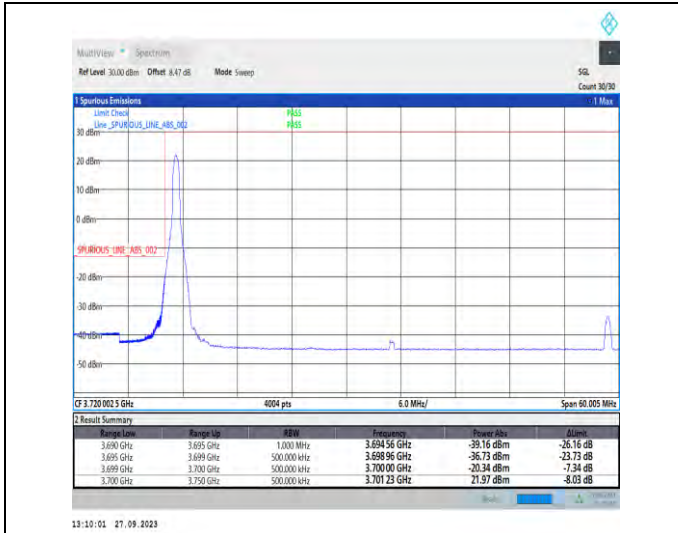 MultiView Spectrum
Ref Level 30.00 dBm Offset 8.47 dB Mode Sweep SGL
Count 30/30
1 Spurious Emissions 1 Max
Limit Check PASS
Line _SPURIOUS_LINE_ABS_002 PASS
30 dBm
20 dBm
10 dBm
0 dBm
SPURIOUS_LINE_ABS_002
-20 dBm
-30 dBm
-40 dBm
-50 dBm
CF 3.720 002 5 GHz 4004 pts 6.0 MHz/ Span 60.005 MHz
2 Result Summary
Range Low Range Up RBW Frequency Power Abs ΔLimit
3.690 GHz 3.695 GHz 1.000 MHz 3.694 56 GHz -39.16 dBm -26.16 dB
3.695 GHz 3.699 GHz 500.000 kHz 3.698 96 GHz -36.73 dBm -23.73 dB
3.699 GHz 3.700 GHz 500.000 kHz 3.700 00 GHz -20.34 dBm -7.34 dB
3.700 GHz 3.750 GHz 500.000 kHz 3.701 23 GHz 21.97 dBm -8.03 dB
13:10:01 27.09.2023